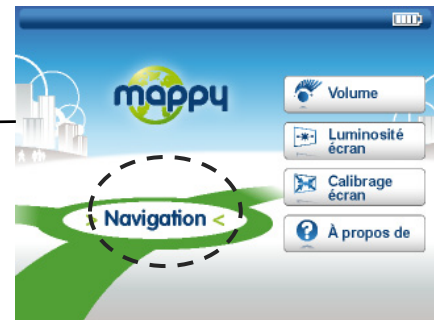 mappy
Volume
Luminosité
écran
Calibrage
écran
> Navigation <
À propos de